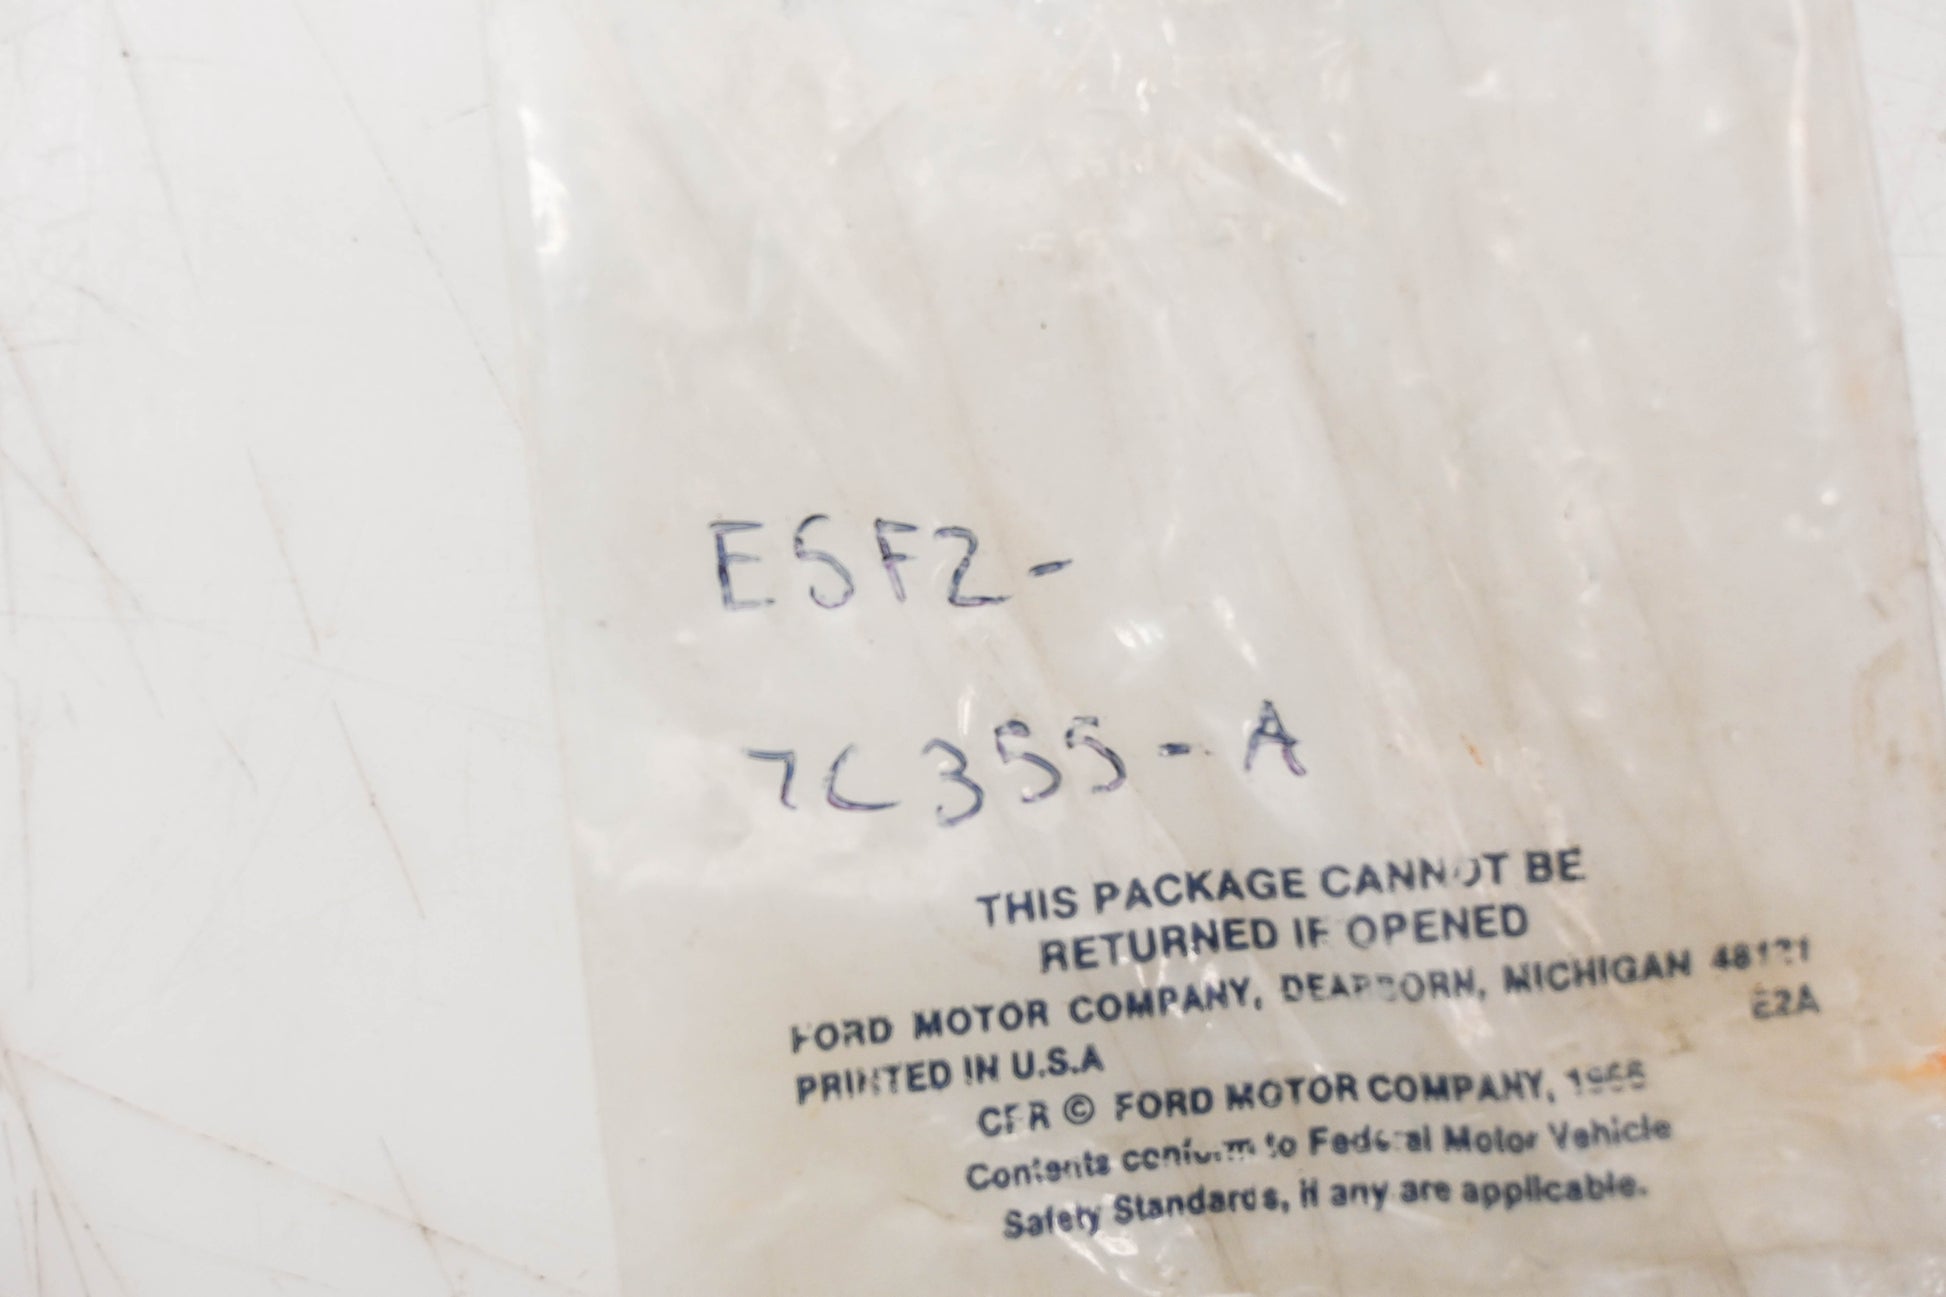 E5FZ-
7C355-A
THIS PACKAGE CANNOT BE
RETURNED IF OPENED
FORD MOTOR COMPANY, DEARBORN, MICHIGAN 48121
E2A
PRINTED IN U.S.A
CFR © FORD MOTOR COMPANY,
Contents conform to Federal Motor Vehicle
Safety Standards, if any are applicable.